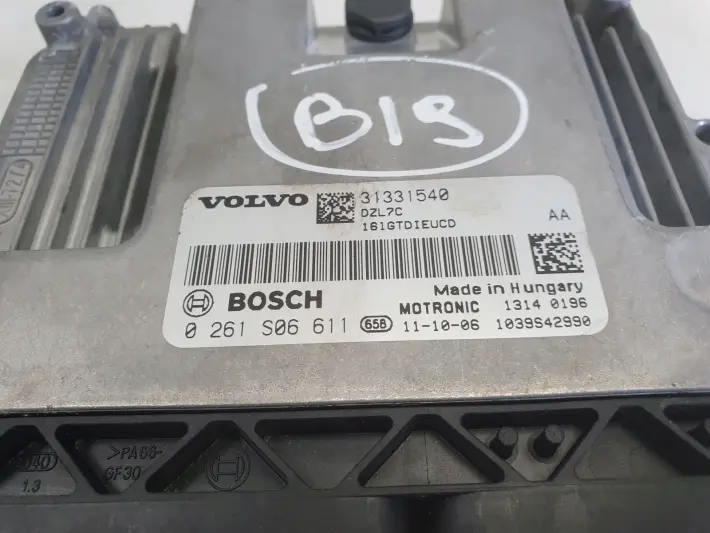 B19
VOLVO 31331540
DZL7C
161GTDIEUCD AA
BOSCH Made in Hungary
MOTRONIC 1314 0196
0 261 S06 611 656 11-10-06 1039S42990
>PA66-
GF30
1.3